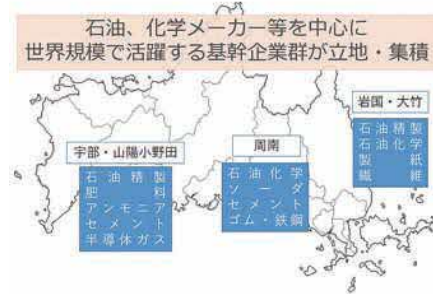 石油、化学メーカー等を中心に
世界規模で活躍する基幹企業群が立地・集積
岩国・大竹
石油精製
石油化学
製紙
繊維
周南
石油化学
ソーダ
セメント
ゴム・鉄鋼
宇部・山陽小野田
石油精製
肥料
アンモニア
セメント
半導体ガス